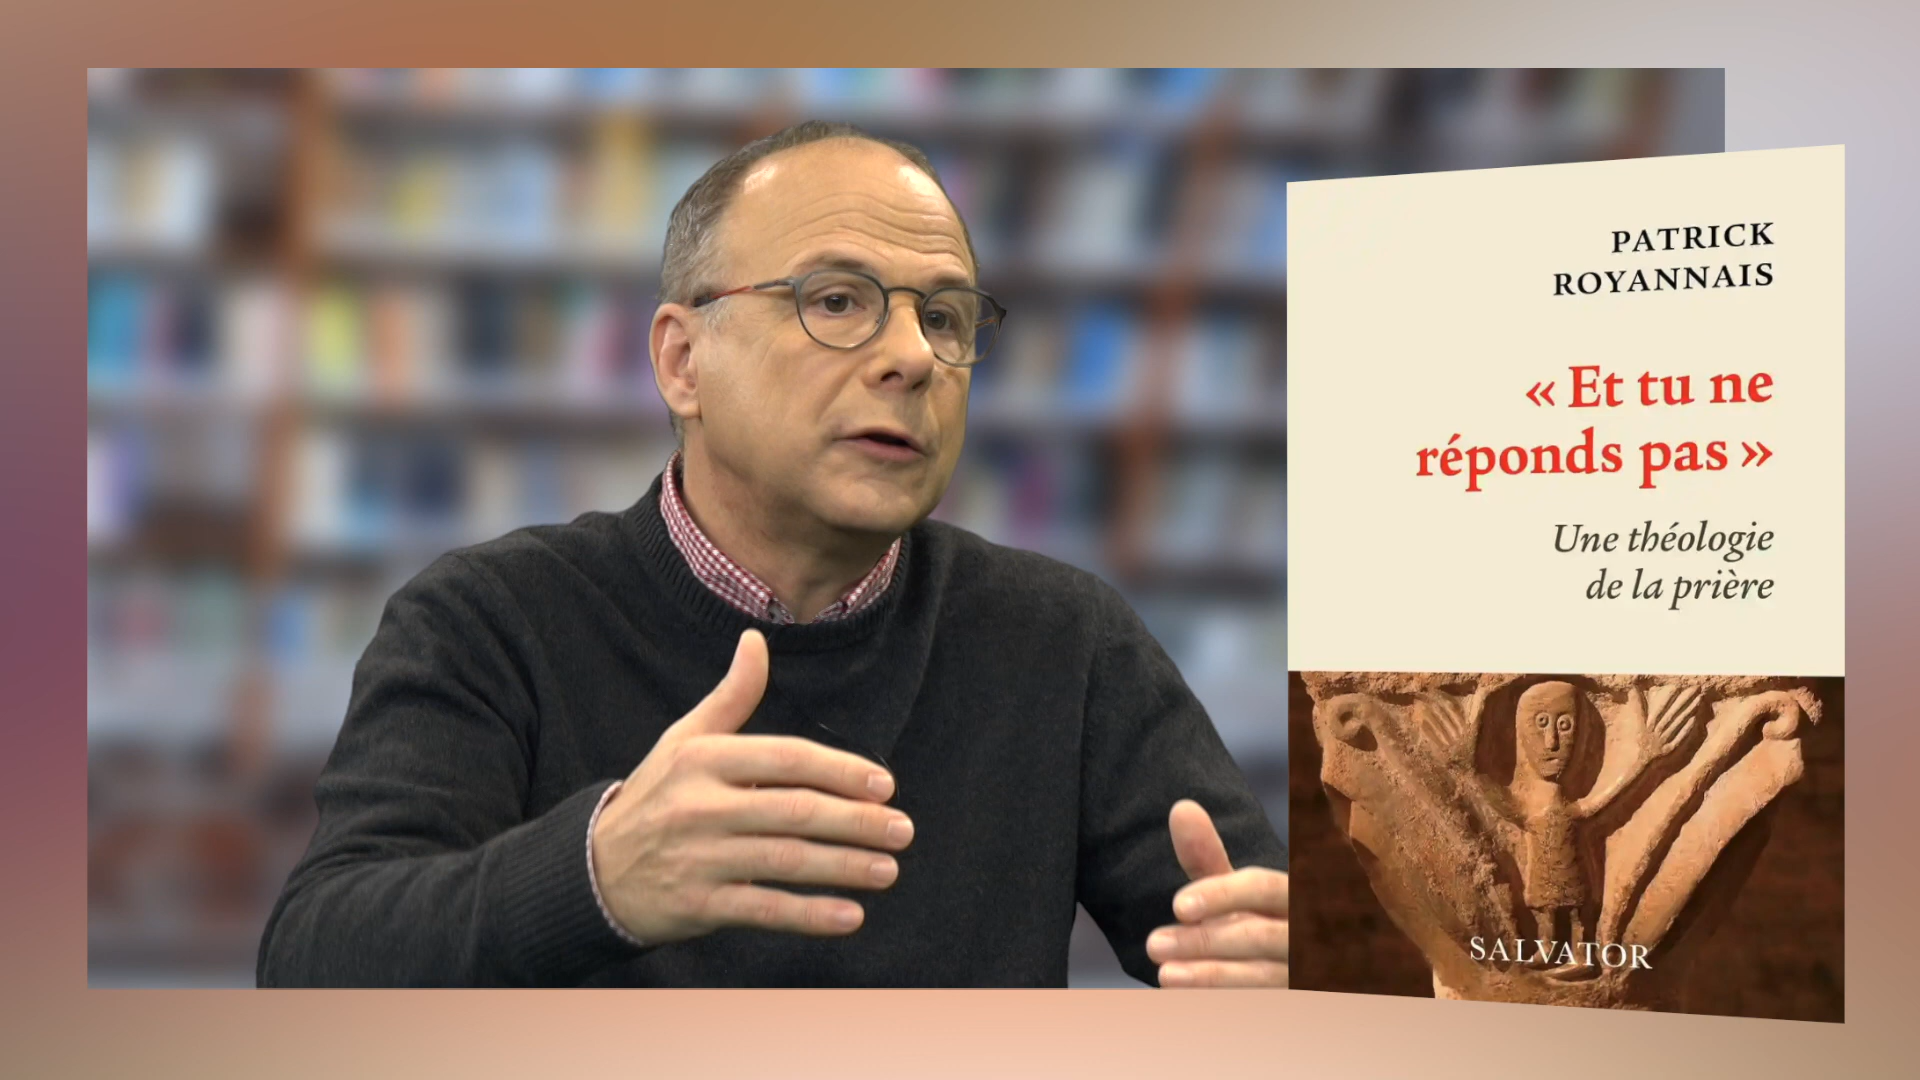 PATRICK
ROYANNAIS
« Et tu ne
réponds pas »
Une théologie
de la prière
SALVATOR